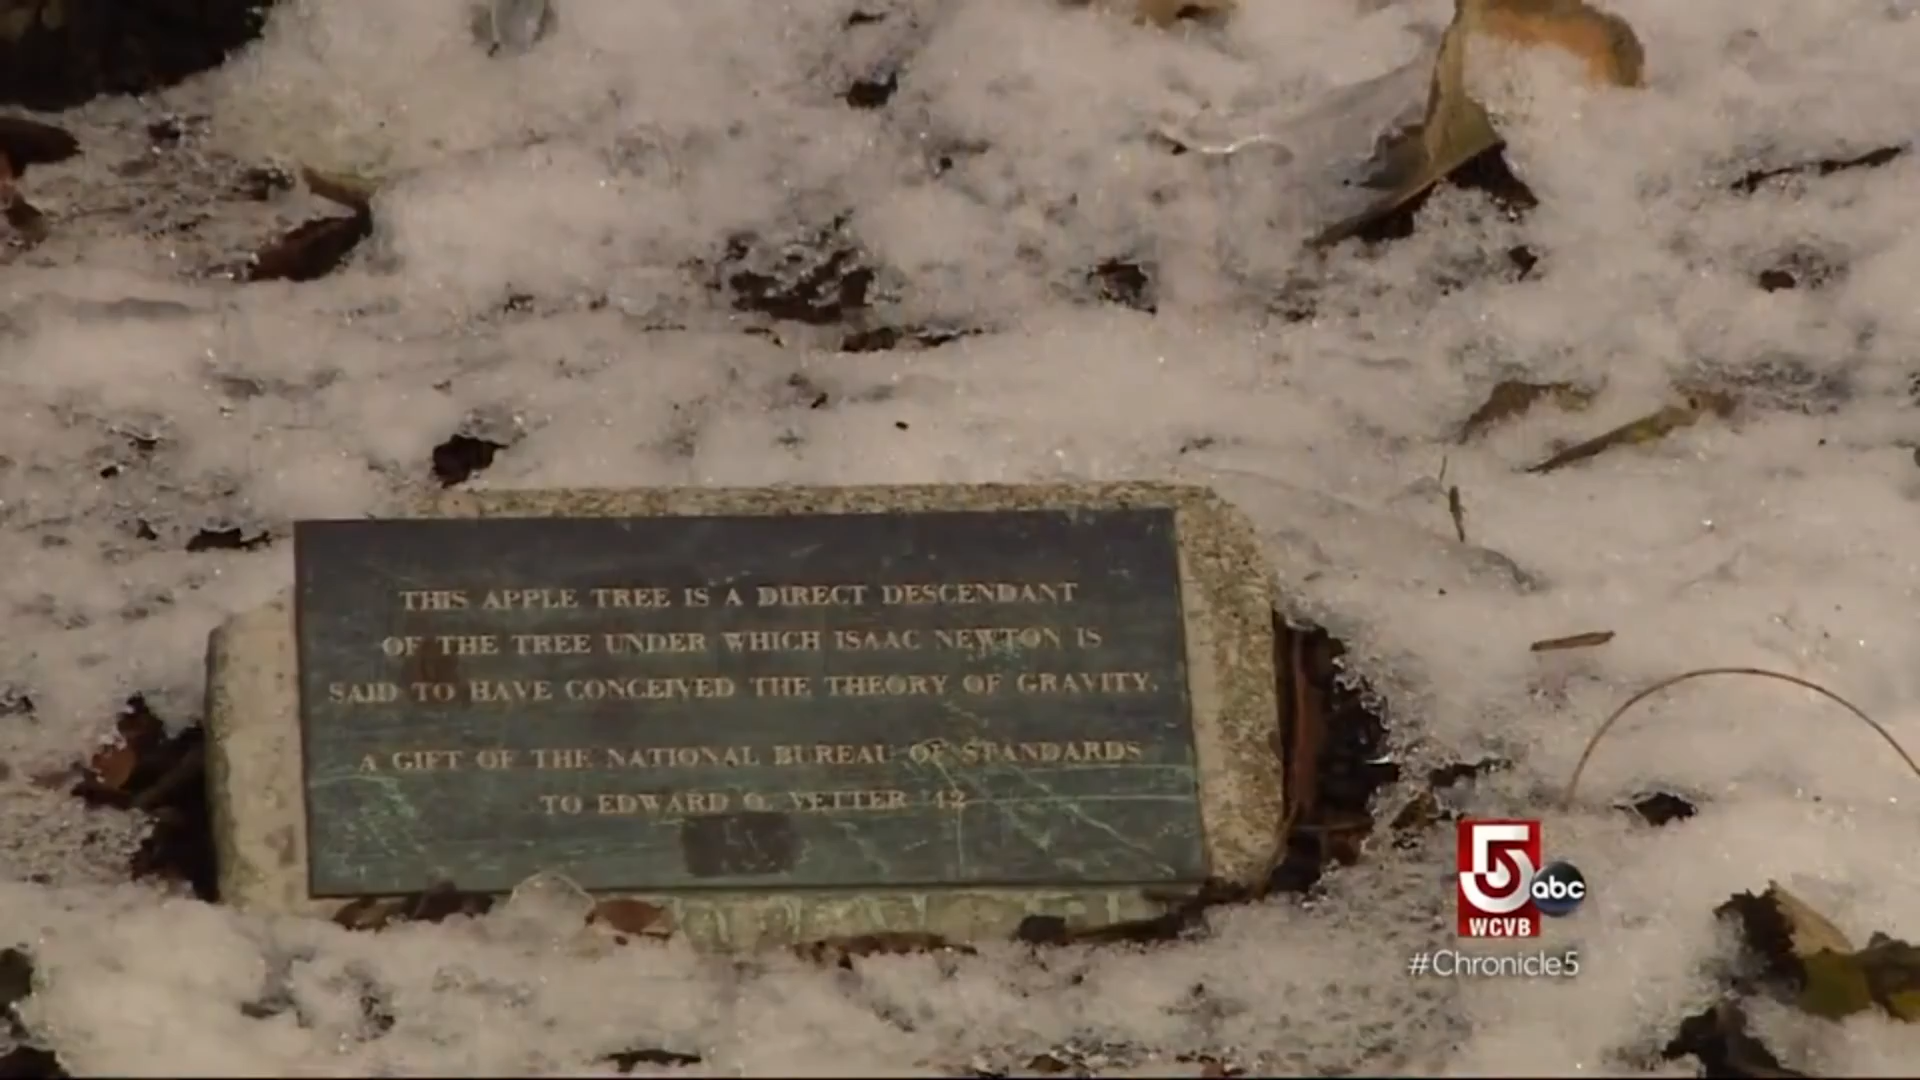 THIS APPLE TREE IS A DIRECT DESCENDANT
OF THE TREE UNDER WHICH ISAAC NEWTON IS
SAID TO HAVE CONCEIVED THE THEORY OF GRAVITY.
A GIFT OF THE NATIONAL BUREAU OF STANDARDS
TO EDWARD O. VETTER '42
5
abc
WCVB
#Chronicle5